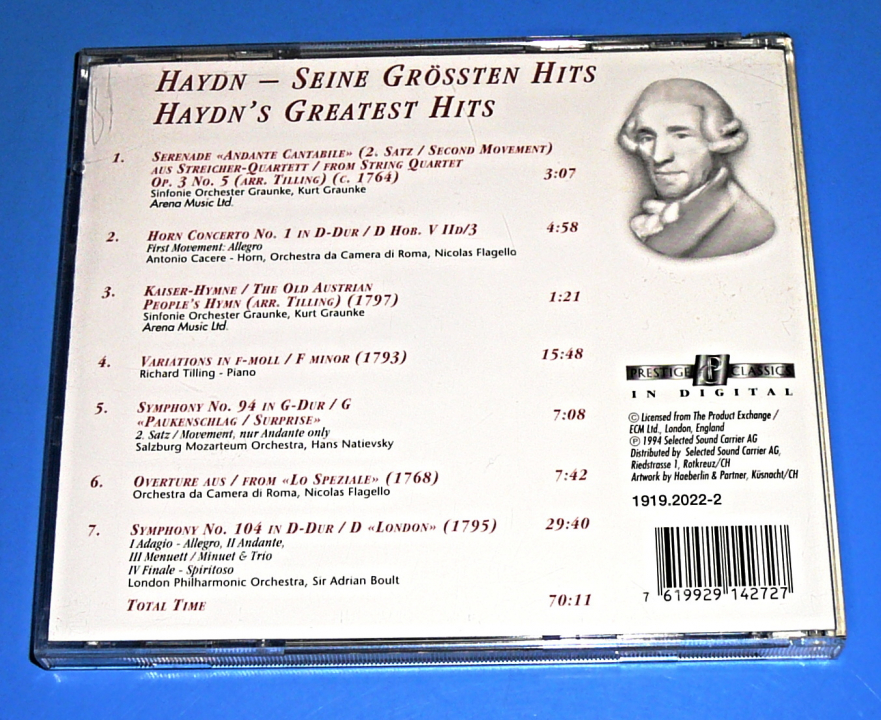 HAYDN – SEINE GRÖSSTEN HITS
HAYDN'S GREATEST HITS
1. SERENADE «ANDANTE CANTABILE» (2. SATZ / SECOND MOVEMENT)
AUS STREICHER-QUARTETT / FROM STRING QUARTET
OP. 3 NO. 5 (ARR. TILLING) (C. 1764) 3:07
Sinfonie Orchester Graunke, Kurt Graunke
Arena Music Ltd.
2. HORN CONCERTO NO. 1 IN D-DUR / D HOB. V IID/3 4:58
First Movement: Allegro
Antonio Cacere - Horn, Orchestra da Camera di Roma, Nicolas Flagello
3. KAISER-HYMNE / THE OLD AUSTRIAN
PEOPLE'S HYMN (ARR. TILLING) (1797) 1:21
Sinfonie Orchester Graunke, Kurt Graunke
Arena Music Ltd.
4. VARIATIONS IN F-MOLL / F MINOR (1793) 15:48
Richard Tilling - Piano
5. SYMPHONY NO. 94 IN G-DUR / G 7:08
«PAUKENSCHLAG / SURPRISE»
2. Satz / Movement, nur Andante only
Salzburg Mozarteum Orchestra, Hans Natievsky
6. OVERTURE AUS / FROM «LO SPEZIALE» (1768) 7:42
Orchestra da Camera di Roma, Nicolas Flagello
7. SYMPHONY NO. 104 IN D-DUR / D «LONDON» (1795) 29:40
I Adagio - Allegro, II Andante,
III Menuett / Minuet & Trio
IV Finale - Spiritoso
London Philharmonic Orchestra, Sir Adrian Boult
TOTAL TIME 70:11
PRESTIGE CLASSICS
IN DIGITAL
© Licensed from The Product Exchange /
ECM Ltd., London, England
℗ 1994 Selected Sound Carrier AG
Distributed by Selected Sound Carrier AG,
Riedstrasse 1, Rotkreuz/CH
Artwork by Haeberlin & Partner, Küsnacht/CH
1919.2022-2
7 619929 142727